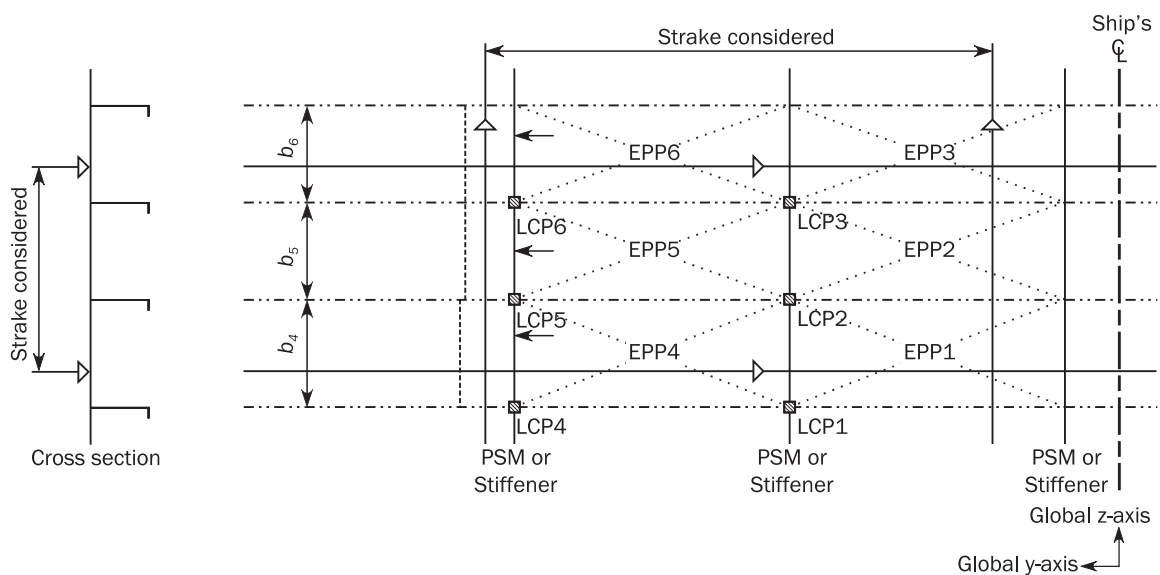 Ship's
℄
Strake considered
b6
EPP6
EPP3
LCP6
LCP3
Strake considered
b5
EPP5
EPP2
LCP5
LCP2
b4
EPP4
EPP1
LCP4
LCP1
Cross section
PSM or
Stiffener
PSM or
Stiffener
PSM or
Stiffener
Global z-axis
Global y-axis